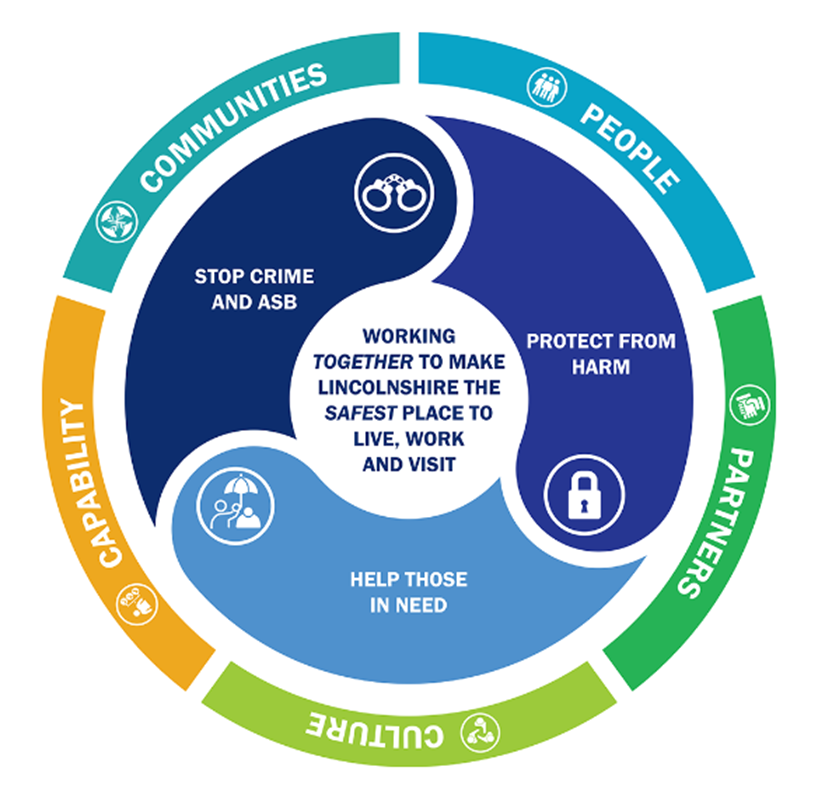 COMMUNITIES
PEOPLE
PARTNERS
CULTURE
CAPABILITY
STOP CRIME
AND ASB
PROTECT FROM
HARM
HELP THOSE
IN NEED
WORKING
TOGETHER TO MAKE
LINCOLNSHIRE THE
SAFEST PLACE TO
LIVE, WORK
AND VISIT